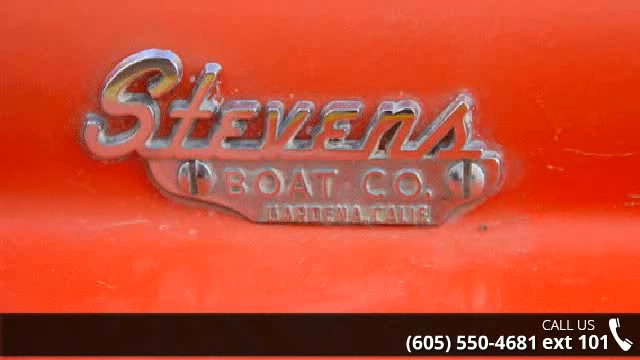 Stevens
BOAT CO.
GARDENA, CALIF.
CALL US
(605) 550-4681 ext 101